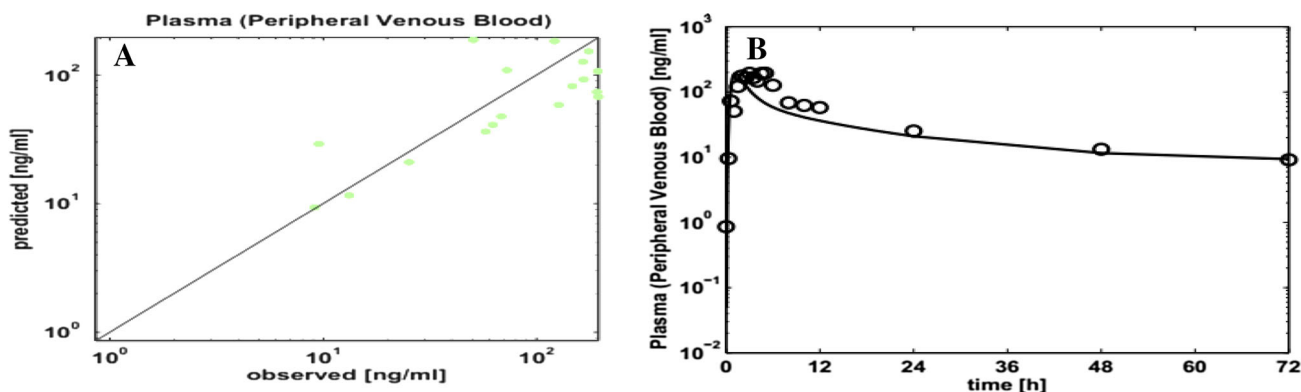 Plasma (Peripheral Venous Blood)
A
10²
10¹
10⁰
predicted [ng/ml]
10⁰ 10¹ 10²
observed [ng/ml]
B
10³
10²
10¹
10⁰
10⁻¹
10⁻²
Plasma (Peripheral Venous Blood) [ng/ml]
0 12 24 36 48 60 72
time [h]